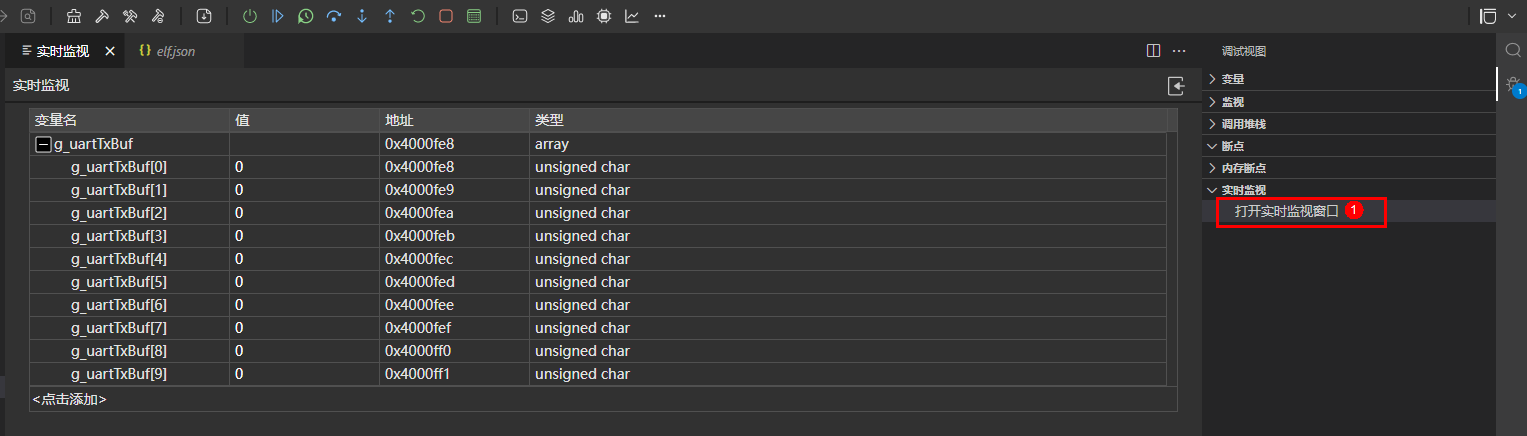 实时监视
{} elf.json
实时监视
变量名 值 地址 类型
g_uartTxBuf 0x4000fe8 array
g_uartTxBuf[0] 0 0x4000fe8 unsigned char
g_uartTxBuf[1] 0 0x4000fe9 unsigned char
g_uartTxBuf[2] 0 0x4000fea unsigned char
g_uartTxBuf[3] 0 0x4000feb unsigned char
g_uartTxBuf[4] 0 0x4000fec unsigned char
g_uartTxBuf[5] 0 0x4000fed unsigned char
g_uartTxBuf[6] 0 0x4000fee unsigned char
g_uartTxBuf[7] 0 0x4000fef unsigned char
g_uartTxBuf[8] 0 0x4000ff0 unsigned char
g_uartTxBuf[9] 0 0x4000ff1 unsigned char
<点击添加>
调试视图
变量
监视
调用堆栈
断点
内存断点
实时监视
打开实时监视窗口 1
1